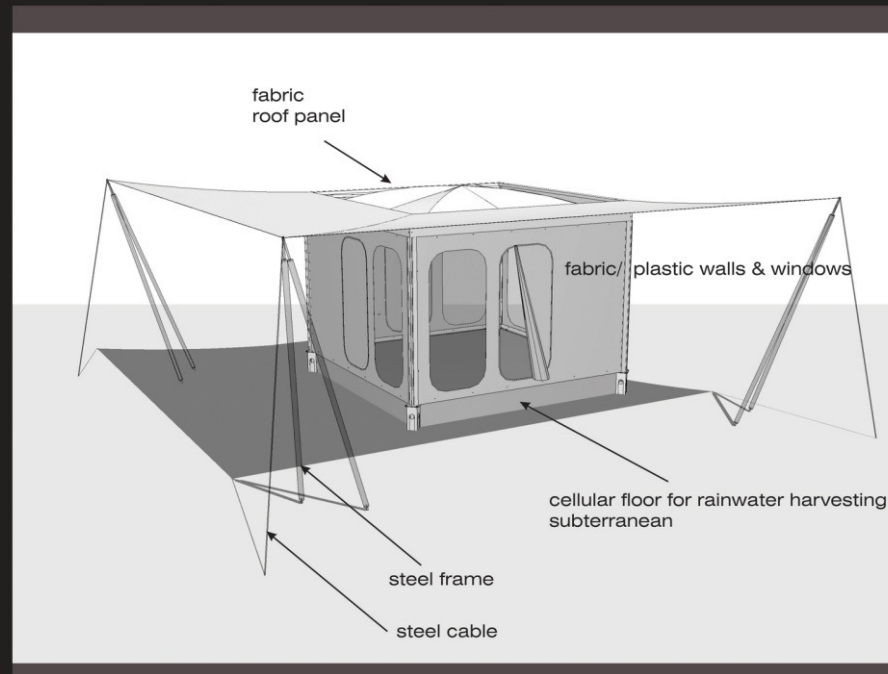 fabric
roof panel
fabric/ plastic walls & windows
cellular floor for rainwater harvesting
subterranean
steel frame
steel cable